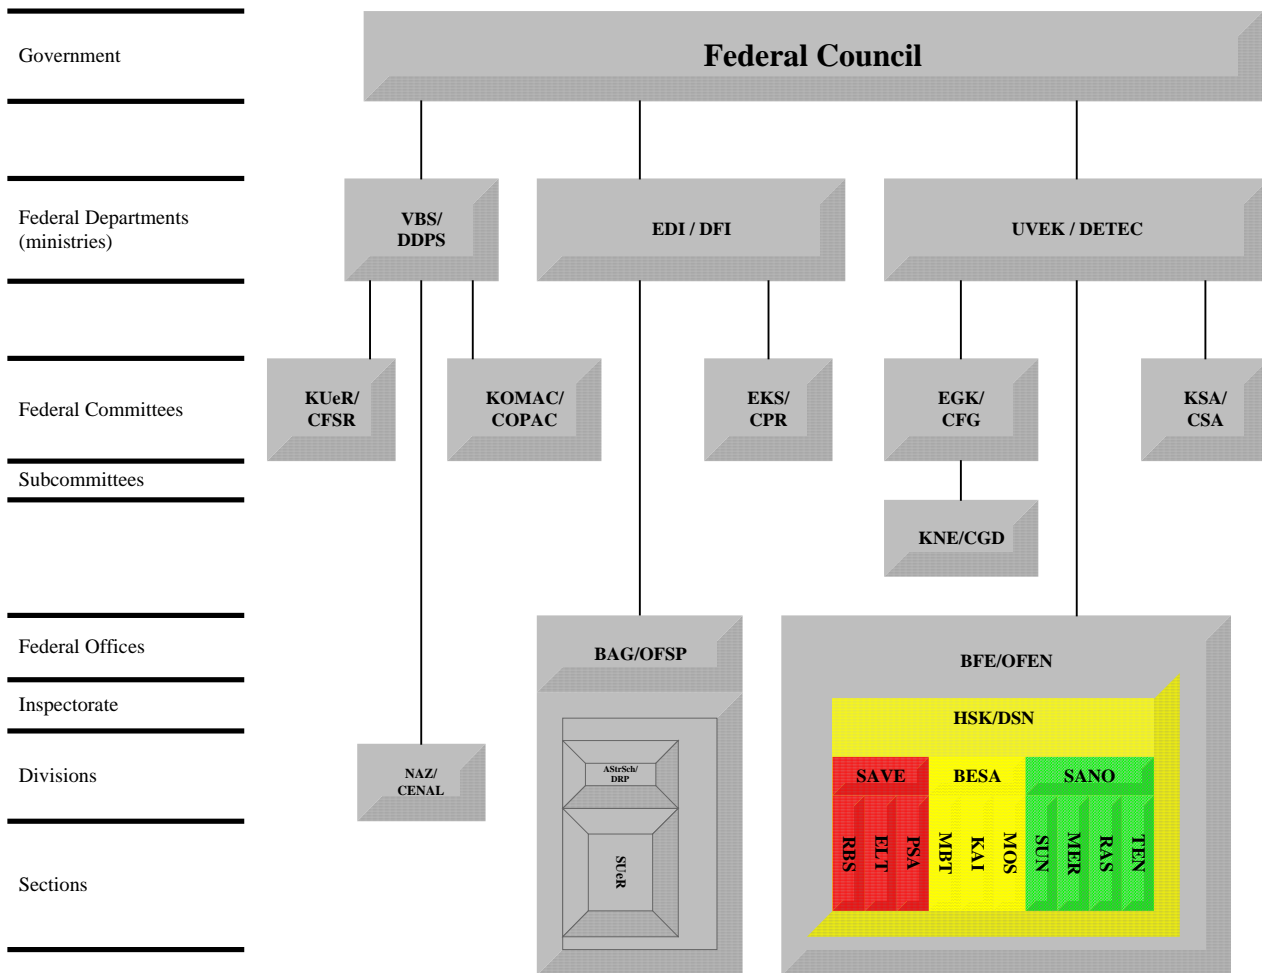 Government
Federal Council
Federal Departments
(ministries)
VBS/
DDPS
EDI / DFI
UVEK / DETEC
Federal Committees
KUeR/
CFSR
KOMAC/
COPAC
EKS/
CPR
EGK/
CFG
KSA/
CSA
Subcommittees
KNE/CGD
Federal Offices
BAG/OFSP
BFE/OFEN
Inspectorate
HSK/DSN
Divisions
NAZ/
CENAL
AStrSch/
DRP
SAVE
BESA
SANO
Sections
SUeR
RBS
ELT
PSA
MBT
KAI
MOS
SUN
MER
RAS
TEN